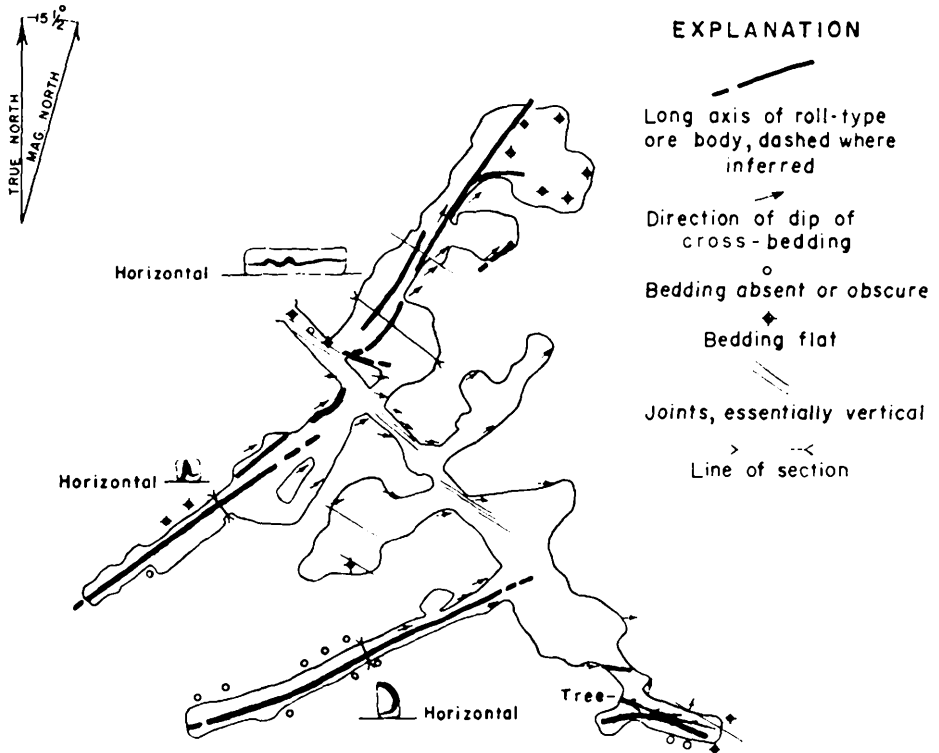 15 1/2°
TRUE NORTH
MAG. NORTH
EXPLANATION
Long axis of roll-type
ore body, dashed where
inferred
Direction of dip of
cross-bedding
Bedding absent or obscure
Bedding flat
Joints, essentially vertical
Line of section
Horizontal
Horizontal
Tree
Horizontal